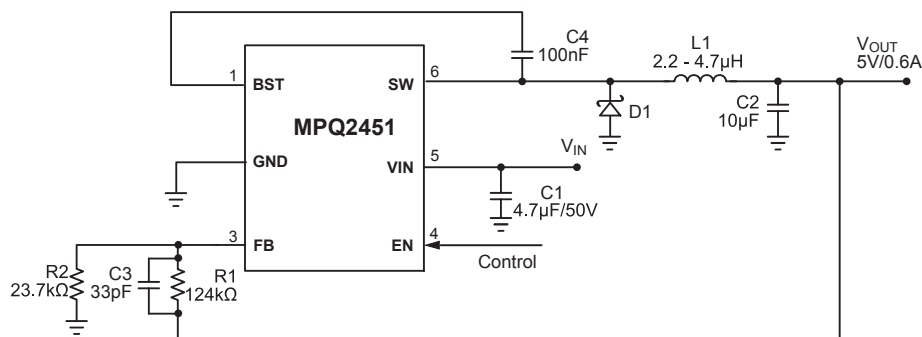 C4
100nF
L1
2.2 - 4.7µH
VOUT
5V/0.6A
1
BST
SW
6
MPQ2451
D1
C2
10µF
GND
VIN
5
VIN
C1
4.7µF/50V
3
FB
EN
4
Control
R2
23.7kΩ
C3
33pF
R1
124kΩ